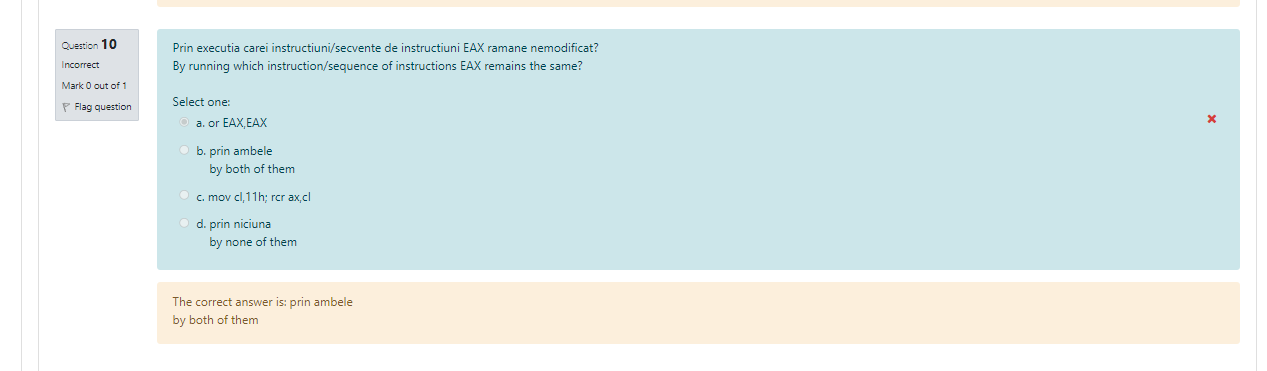 Question 10
Incorrect
Mark 0 out of 1
Flag question
Prin executia carei instructiuni/secvente de instructiuni EAX ramane nemodificat?
By running which instruction/sequence of instructions EAX remains the same?
Select one:
a. or EAX,EAX
b. prin ambele
by both of them
c. mov cl,11h; rcr ax,cl
d. prin niciuna
by none of them
The correct answer is: prin ambele
by both of them